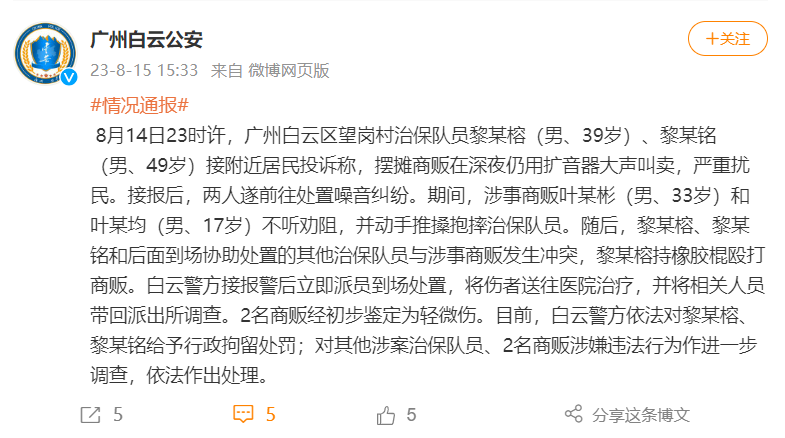 广州白云公安
+关注
23-8-15 15:33 来自 微博网页版
#情况通报#
8月14日23时许，广州白云区望岗村治保队员黎某榕（男、39岁）、黎某铭
（男、49岁）接附近居民投诉称，摆摊商贩在深夜仍用扩音器大声叫卖，严重扰
民。接报后，两人遂前往处置噪音纠纷。期间，涉事商贩叶某彬（男、33岁）和
叶某均（男、17岁）不听劝阻，并动手推搡抱摔治保队员。随后，黎某榕、黎某
铭和后面到场协助处置的其他治保队员与涉事商贩发生冲突，黎某榕持橡胶棍殴打
商贩。白云警方接报警后立即派员到场处置，将伤者送往医院治疗，并将相关人员
带回派出所调查。2名商贩经初步鉴定为轻微伤。目前，白云警方依法对黎某榕、
黎某铭给予行政拘留处罚；对其他涉案治保队员、2名商贩涉嫌违法行为作进一步
调查，依法作出处理。
5 5 5 分享这条博文